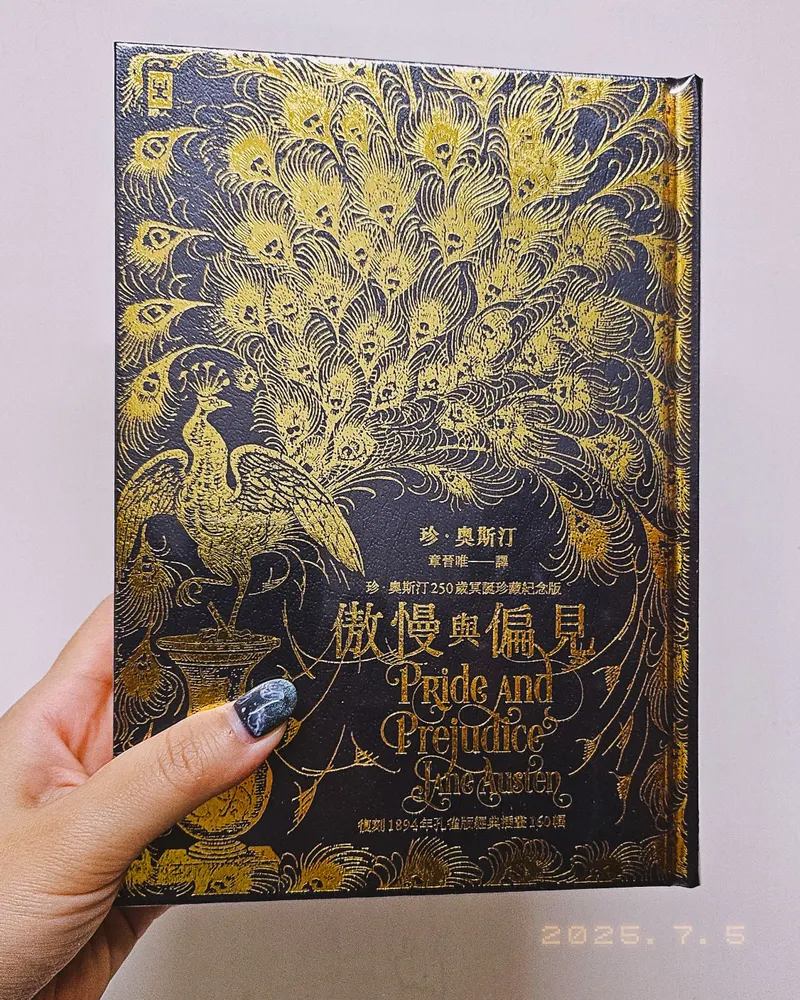 珍·奧斯汀
章晉唯——譯
珍·奧斯汀250歲冥誕珍藏紀念版
傲慢與偏見
Pride and
Prejudice
Jane Austen
復刻1894年孔雀版經典插畫160幅
2025.7.5